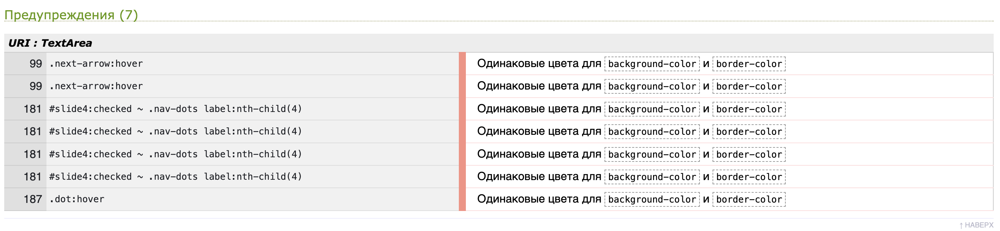 Предупреждения (7)
URI : TextArea
99 .next-arrow:hover Одинаковые цвета для background-color и border-color
99 .next-arrow:hover Одинаковые цвета для background-color и border-color
181 #slide4:checked ~ .nav-dots label:nth-child(4) Одинаковые цвета для background-color и border-color
181 #slide4:checked ~ .nav-dots label:nth-child(4) Одинаковые цвета для background-color и border-color
181 #slide4:checked ~ .nav-dots label:nth-child(4) Одинаковые цвета для background-color и border-color
181 #slide4:checked ~ .nav-dots label:nth-child(4) Одинаковые цвета для background-color и border-color
187 .dot:hover Одинаковые цвета для background-color и border-color
↑ НАВЕРХ